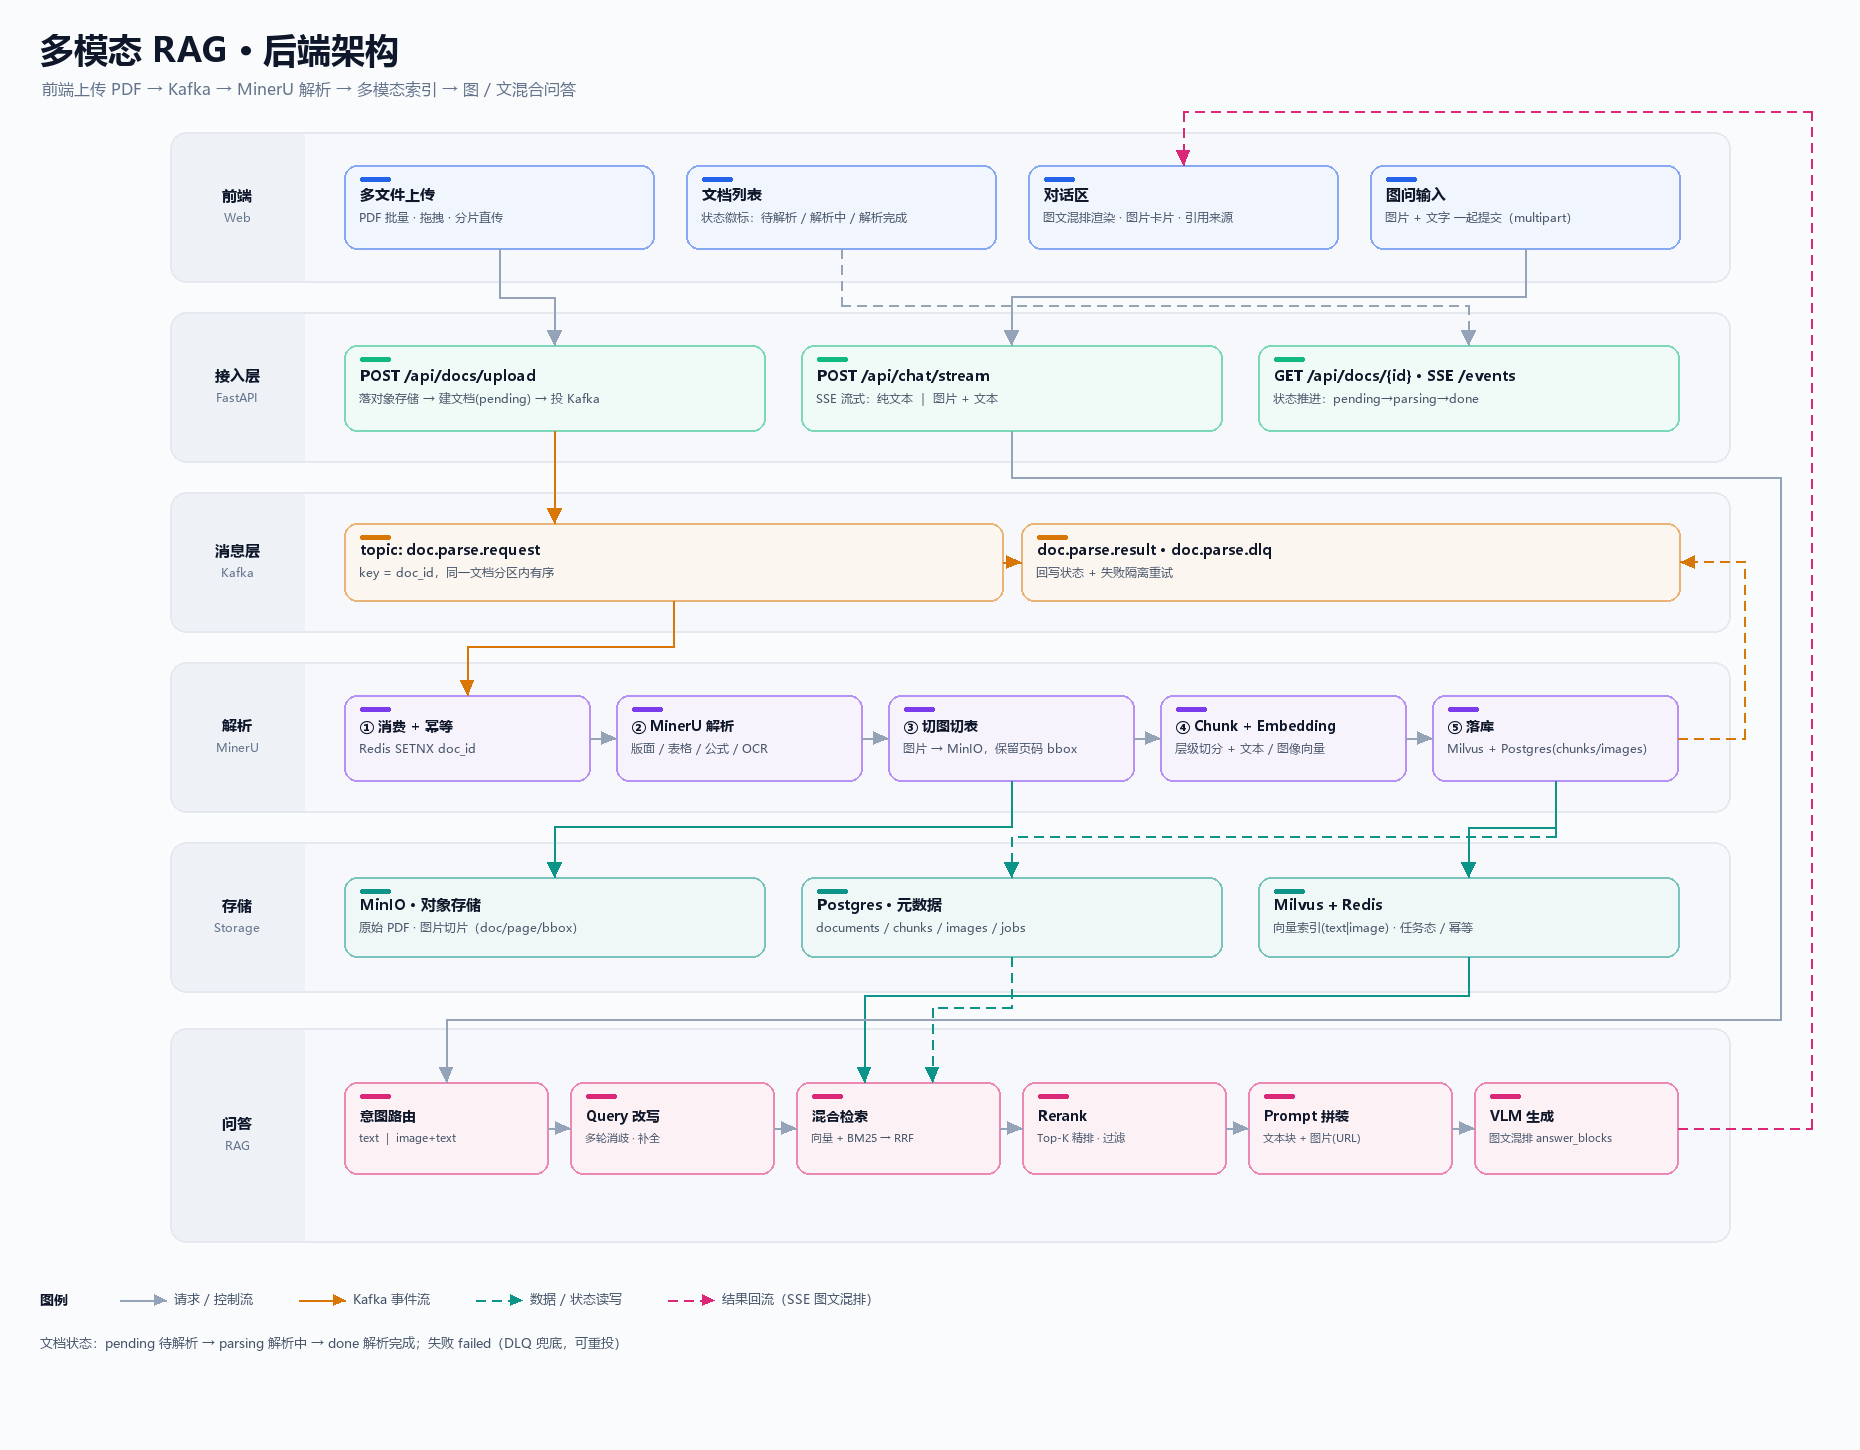 多模态 RAG • 后端架构
前端上传 PDF → Kafka → MinerU 解析 → 多模态索引 → 图 / 文混合问答
前端
Web
多文件上传
PDF 批量 · 拖拽 · 分片直传
文档列表
状态徽标：待解析 / 解析中 / 解析完成
对话区
图文混排渲染 · 图片卡片 · 引用来源
图问输入
图片 + 文字 一起提交（multipart）
接入层
FastAPI
POST /api/docs/upload
落对象存储 → 建文档(pending) → 投 Kafka
POST /api/chat/stream
SSE 流式：纯文本 ｜ 图片 + 文本
GET /api/docs/{id} • SSE /events
状态推进：pending→parsing→done
消息层
Kafka
topic: doc.parse.request
key = doc_id，同一文档分区内有序
doc.parse.result • doc.parse.dlq
回写状态 + 失败隔离重试
解析
MinerU
① 消费 + 幂等
Redis SETNX doc_id
② MinerU 解析
版面 / 表格 / 公式 / OCR
③ 切图切表
图片 → MinIO，保留页码 bbox
④ Chunk + Embedding
层级切分 + 文本 / 图像向量
⑤ 落库
Milvus + Postgres(chunks/images)
存储
Storage
MinIO • 对象存储
原始 PDF · 图片切片（doc/page/bbox）
Postgres • 元数据
documents / chunks / images / jobs
Milvus + Redis
向量索引(text|image) · 任务态 / 幂等
问答
RAG
意图路由
text ｜ image+text
Query 改写
多轮消歧 · 补全
混合检索
向量 + BM25 → RRF
Rerank
Top-K 精排 · 过滤
Prompt 拼装
文本块 + 图片(URL)
VLM 生成
图文混排 answer_blocks
图例
请求 / 控制流
Kafka 事件流
数据 / 状态读写
结果回流（SSE 图文混排）
文档状态：pending 待解析 → parsing 解析中 → done 解析完成；失败 failed（DLQ 兜底，可重投）